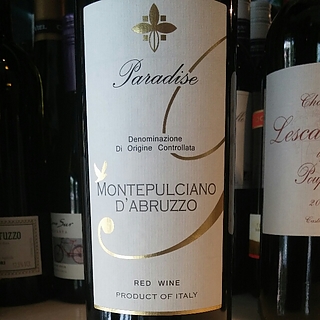 Paradise
Denominazione
Di Origine Controllata
MONTEPULCIANO
D'ABRUZZO
RED WINE
PRODUCT OF ITALY